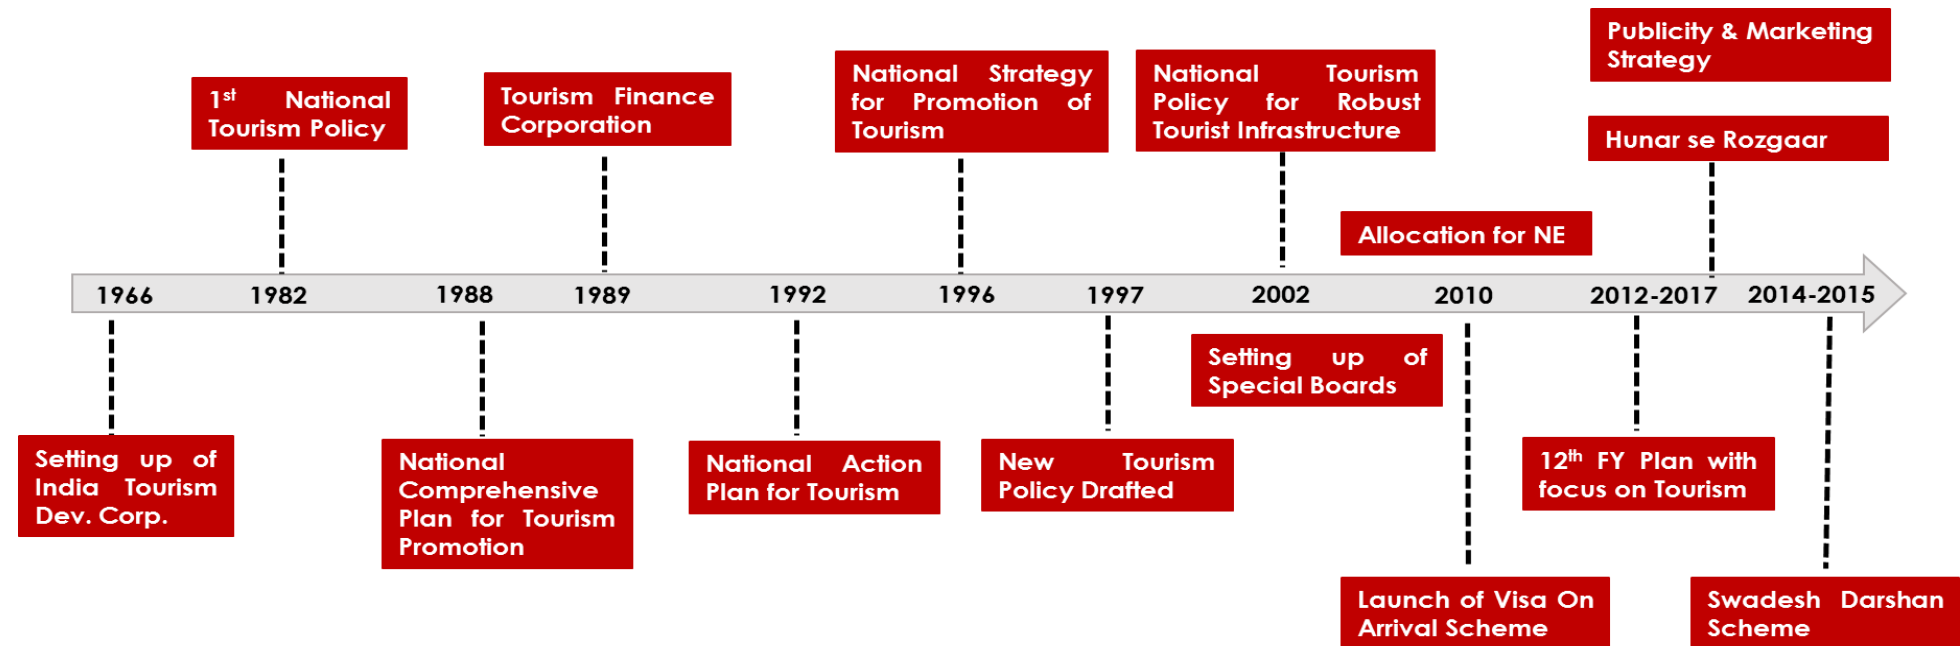 Publicity & Marketing
Strategy
1st National
Tourism Policy
Tourism Finance
Corporation
National Strategy
for Promotion of
Tourism
National Tourism
Policy for Robust
Tourist Infrastructure
Hunar se Rozgaar
Allocation for NE
1966 1982 1988 1989 1992 1996 1997 2002 2010 2012-2017 2014-2015
Setting up of
Special Boards
Setting up of
India Tourism
Dev. Corp.
National
Comprehensive
Plan for Tourism
Promotion
National Action
Plan for Tourism
New Tourism
Policy Drafted
12th FY Plan with
focus on Tourism
Launch of Visa On
Arrival Scheme
Swadesh Darshan
Scheme